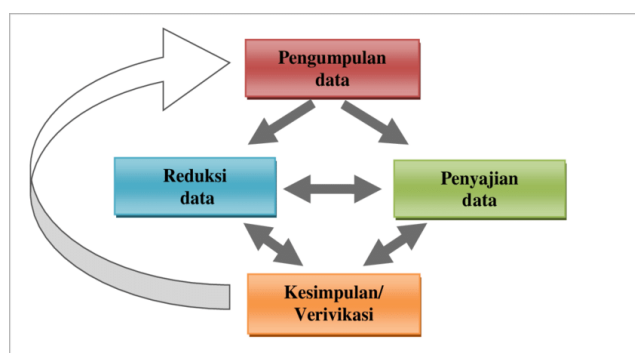 Pengumpulan
data
Reduksi
data
Penyajian
data
Kesimpulan/
Verivikasi